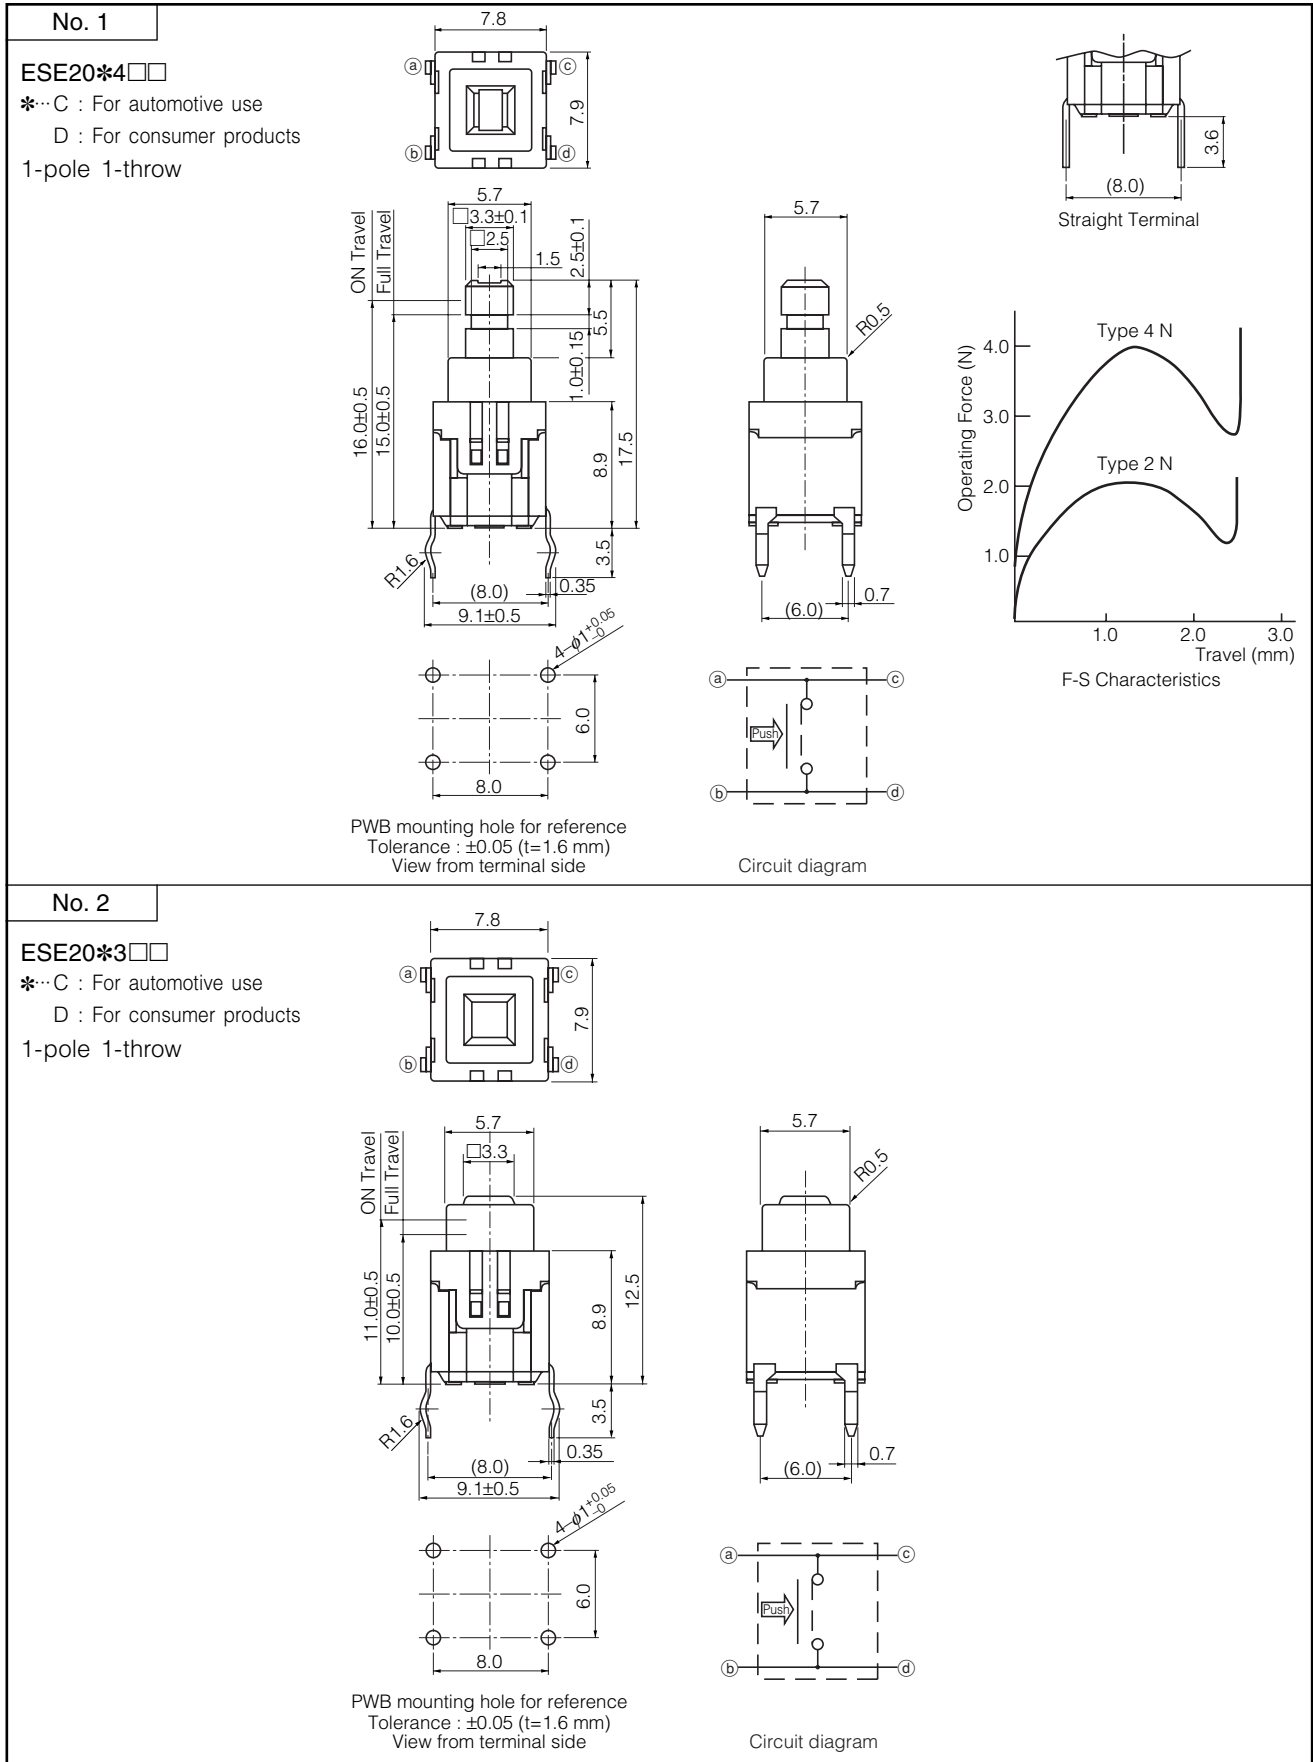 No. 1
ESE20✽4□□
✽···C : For automotive use
D : For consumer products
1-pole 1-throw
7.8
ⓐ
ⓒ
7.9
ⓑ
ⓓ
3.6
(8.0)
Straight Terminal
ON Travel
Full Travel
5.7
□3.3±0.1
□2.5
1.5
2.5±0.1
5.5
1.0±0.15
16.0±0.5
15.0±0.5
8.9
17.5
R1.6
3.5
(8.0)
0.35
9.1±0.5
5.7
R0.5
(6.0)
0.7
Operating Force (N)
4.0
3.0
2.0
1.0
Type 4 N
Type 2 N
1.0
2.0
3.0
Travel (mm)
F-S Characteristics
4-ϕ1+0.05 −0
6.0
8.0
PWB mounting hole for reference
Tolerance : ±0.05 (t=1.6 mm)
View from terminal side
ⓐ
ⓒ
Push
ⓑ
ⓓ
Circuit diagram
No. 2
ESE20✽3□□
✽···C : For automotive use
D : For consumer products
1-pole 1-throw
7.8
ⓐ
ⓒ
7.9
ⓑ
ⓓ
ON Travel
Full Travel
5.7
□3.3
11.0±0.5
10.0±0.5
8.9
12.5
R1.6
3.5
0.35
(8.0)
9.1±0.5
5.7
R0.5
(6.0)
0.7
4-ϕ1+0.05 −0
6.0
8.0
PWB mounting hole for reference
Tolerance : ±0.05 (t=1.6 mm)
View from terminal side
ⓐ
ⓒ
Push
ⓑ
ⓓ
Circuit diagram